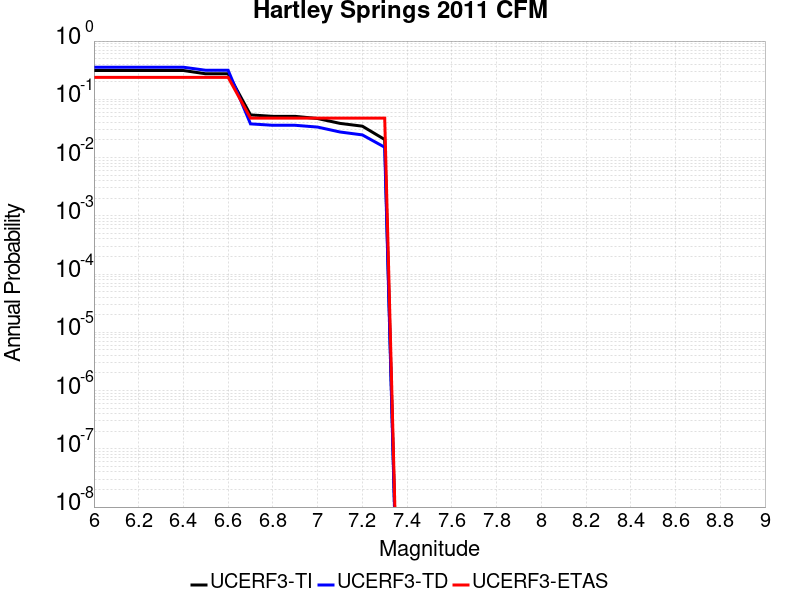 Hartley Springs 2011 CFM
Annual Probability
10^0
10^-1
10^-2
10^-3
10^-4
10^-5
10^-6
10^-7
10^-8
6 6.2 6.4 6.6 6.8 7 7.2 7.4 7.6 7.8 8 8.2 8.4 8.6 8.8 9
Magnitude
UCERF3-TI UCERF3-TD UCERF3-ETAS